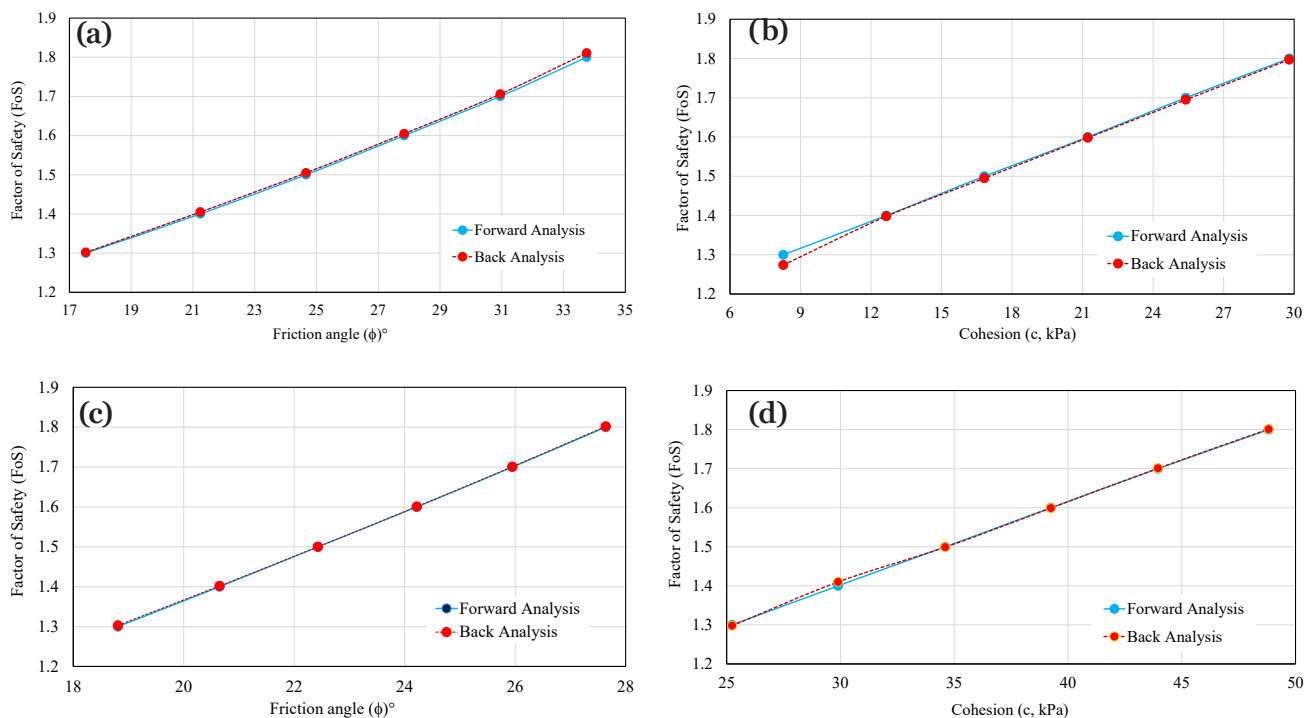 (a)
1.9
1.8
1.7
1.6
1.5
1.4
1.3
1.2
Factor of Safety (FoS)
17 19 21 23 25 27 29 31 33 35
Friction angle (ϕ)°
Forward Analysis
Back Analysis
(b)
1.9
1.8
1.7
1.6
1.5
1.4
1.3
1.2
Factor of Safety (FoS)
6 9 12 15 18 21 24 27 30
Cohesion (c, kPa)
Forward Analysis
Back Analysis
(c)
1.9
1.8
1.7
1.6
1.5
1.4
1.3
1.2
Factor of Safety (FoS)
18 20 22 24 26 28
Friction angle (ϕ)°
Forward Analysis
Back Analysis
(d)
1.9
1.8
1.7
1.6
1.5
1.4
1.3
1.2
Factor of Safety (FoS)
25 30 35 40 45 50
Cohesion (c, kPa)
Forward Analysis
Back Analysis